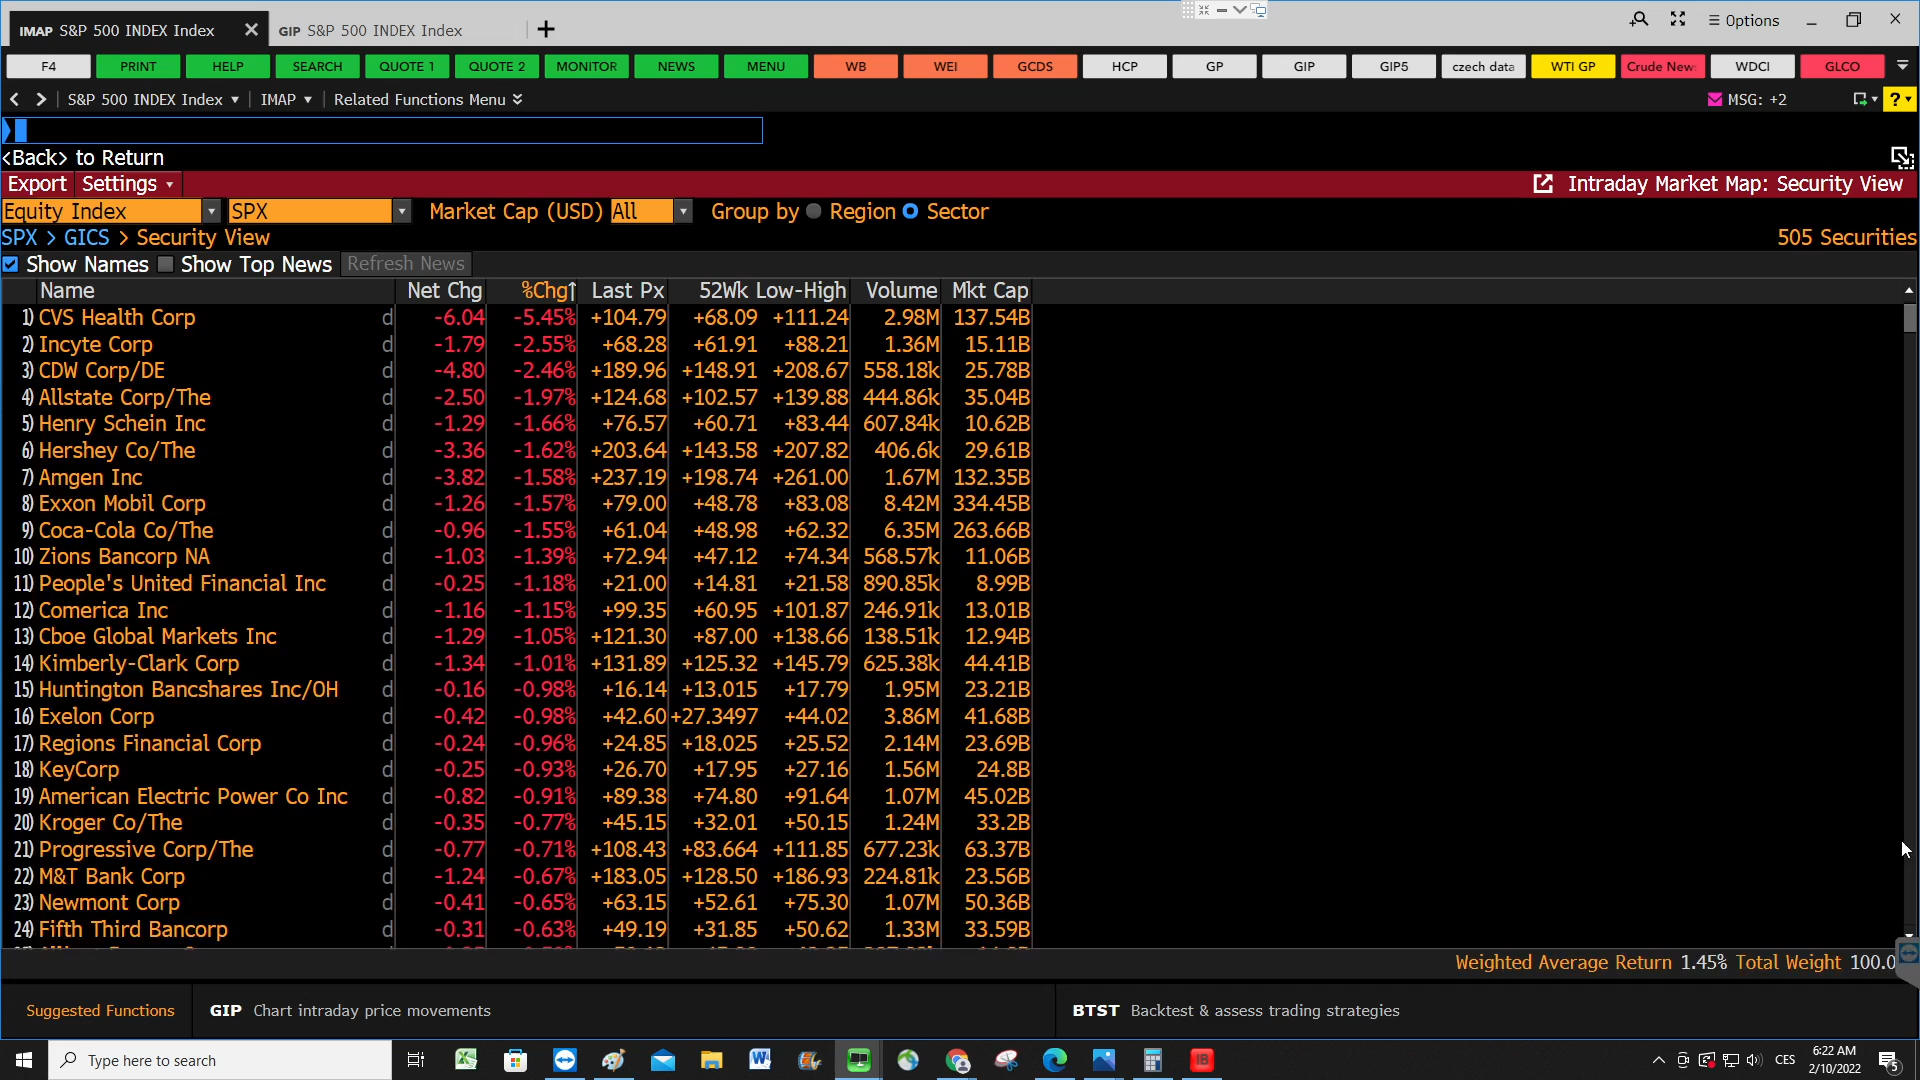 IMAP S&P 500 INDEX Index GIP S&P 500 INDEX Index Options
F4 PRINT HELP SEARCH QUOTE 1 QUOTE 2 MONITOR NEWS MENU WB WEI GCDS HCP GP GIP GIP5 czech data WTI GP Crude New WDCI GLCO
S&P 500 INDEX Index IMAP Related Functions Menu MSG: +2 ?
<Back> to Return
Export Settings Intraday Market Map: Security View
Equity Index SPX Market Cap (USD) All Group by Region Sector
SPX > GICS > Security View 505 Securities
Show Names Show Top News Refresh News
Name Net Chg %Chg↑ Last Px 52Wk Low-High Volume Mkt Cap
1) CVS Health Corp d -6.04 -5.45% +104.79 +68.09 +111.24 2.98M 137.54B
2) Incyte Corp d -1.79 -2.55% +68.28 +61.91 +88.21 1.36M 15.11B
3) CDW Corp/DE d -4.80 -2.46% +189.96 +148.91 +208.67 558.18k 25.78B
4) Allstate Corp/The d -2.50 -1.97% +124.68 +102.57 +139.88 444.86k 35.04B
5) Henry Schein Inc d -1.29 -1.66% +76.57 +60.71 +83.44 607.84k 10.62B
6) Hershey Co/The d -3.36 -1.62% +203.64 +143.58 +207.82 406.6k 29.61B
7) Amgen Inc d -3.82 -1.58% +237.19 +198.74 +261.00 1.67M 132.35B
8) Exxon Mobil Corp d -1.26 -1.57% +79.00 +48.78 +83.08 8.42M 334.45B
9) Coca-Cola Co/The d -0.96 -1.55% +61.04 +48.98 +62.32 6.35M 263.66B
10) Zions Bancorp NA d -1.03 -1.39% +72.94 +47.12 +74.34 568.57k 11.06B
11) People's United Financial Inc d -0.25 -1.18% +21.00 +14.81 +21.58 890.85k 8.99B
12) Comerica Inc d -1.16 -1.15% +99.35 +60.95 +101.87 246.91k 13.01B
13) Cboe Global Markets Inc d -1.29 -1.05% +121.30 +87.00 +138.66 138.51k 12.94B
14) Kimberly-Clark Corp d -1.34 -1.01% +131.89 +125.32 +145.79 625.38k 44.41B
15) Huntington Bancshares Inc/OH d -0.16 -0.98% +16.14 +13.015 +17.79 1.95M 23.21B
16) Exelon Corp d -0.42 -0.98% +42.60 +27.3497 +44.02 3.86M 41.68B
17) Regions Financial Corp d -0.24 -0.96% +24.85 +18.025 +25.52 2.14M 23.69B
18) KeyCorp d -0.25 -0.93% +26.70 +17.95 +27.16 1.56M 24.8B
19) American Electric Power Co Inc d -0.82 -0.91% +89.38 +74.80 +91.64 1.07M 45.02B
20) Kroger Co/The d -0.35 -0.77% +45.15 +32.01 +50.15 1.24M 33.2B
21) Progressive Corp/The d -0.77 -0.71% +108.43 +83.664 +111.85 677.23k 63.37B
22) M&T Bank Corp d -1.24 -0.67% +183.05 +128.50 +186.93 224.81k 23.56B
23) Newmont Corp d -0.41 -0.65% +63.15 +52.61 +75.30 1.07M 50.36B
24) Fifth Third Bancorp d -0.31 -0.63% +49.19 +31.85 +50.62 1.33M 33.59B
Weighted Average Return 1.45% Total Weight 100.0
Suggested Functions GIP Chart intraday price movements BTST Backtest & assess trading strategies
Type here to search CES 6:22 AM
2/10/2022 5